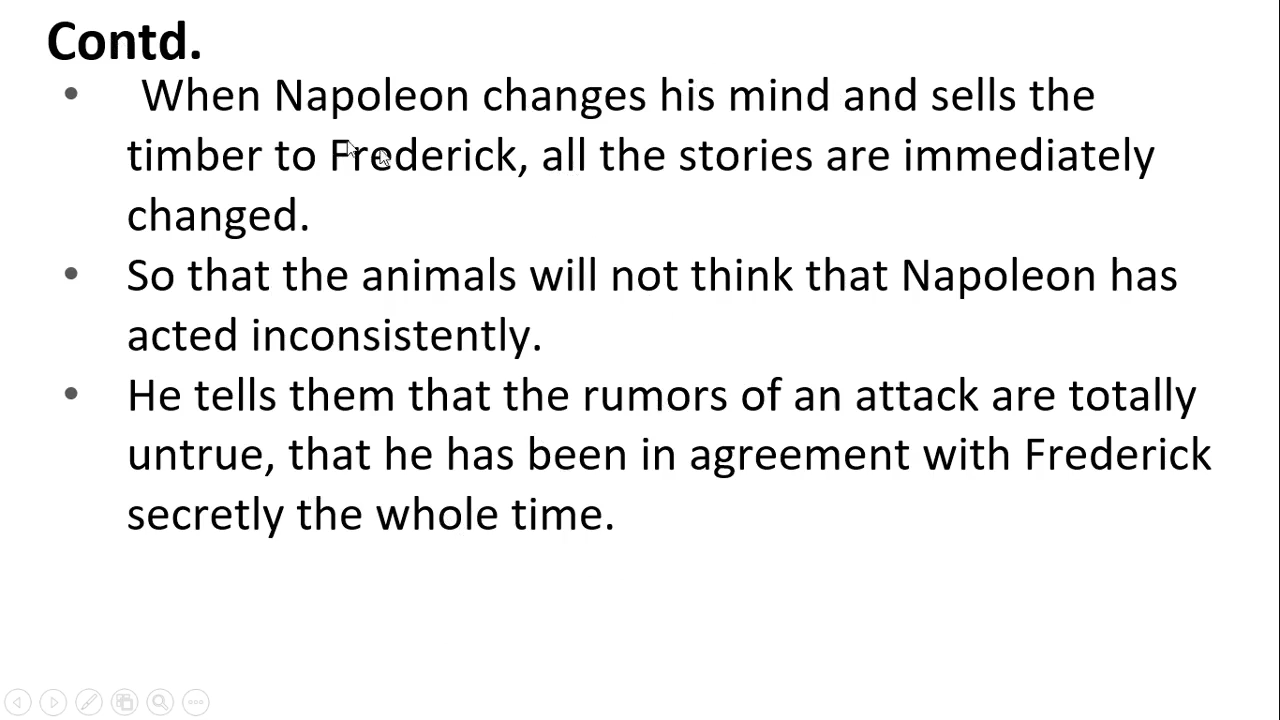 Contd.
• When Napoleon changes his mind and sells the
timber to Frederick, all the stories are immediately
changed.
• So that the animals will not think that Napoleon has
acted inconsistently.
• He tells them that the rumors of an attack are totally
untrue, that he has been in agreement with Frederick
secretly the whole time.